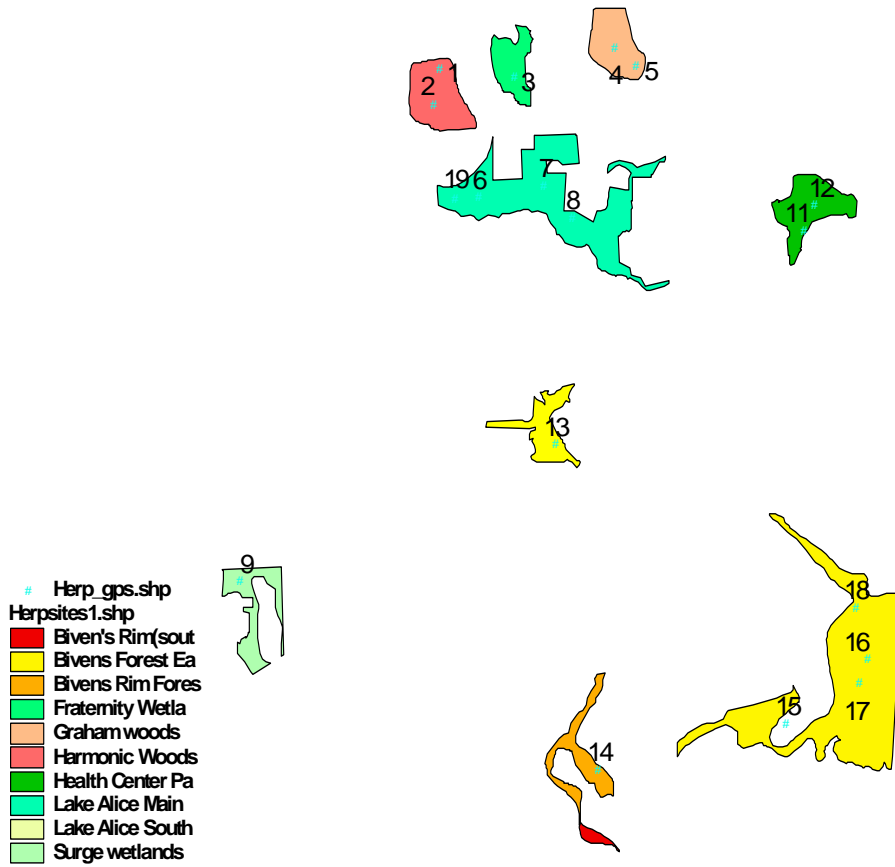 1
2
3
4
5
7
19 6
8
12
11
13
9
18
16
15
17
14
# Herp_gps.shp
Herpsites1.shp
Biven's Rim(sout
Bivens Forest Ea
Bivens Rim Fores
Fraternity Wetla
Graham woods
Harmonic Woods
Health Center Pa
Lake Alice Main
Lake Alice South
Surge wetlands